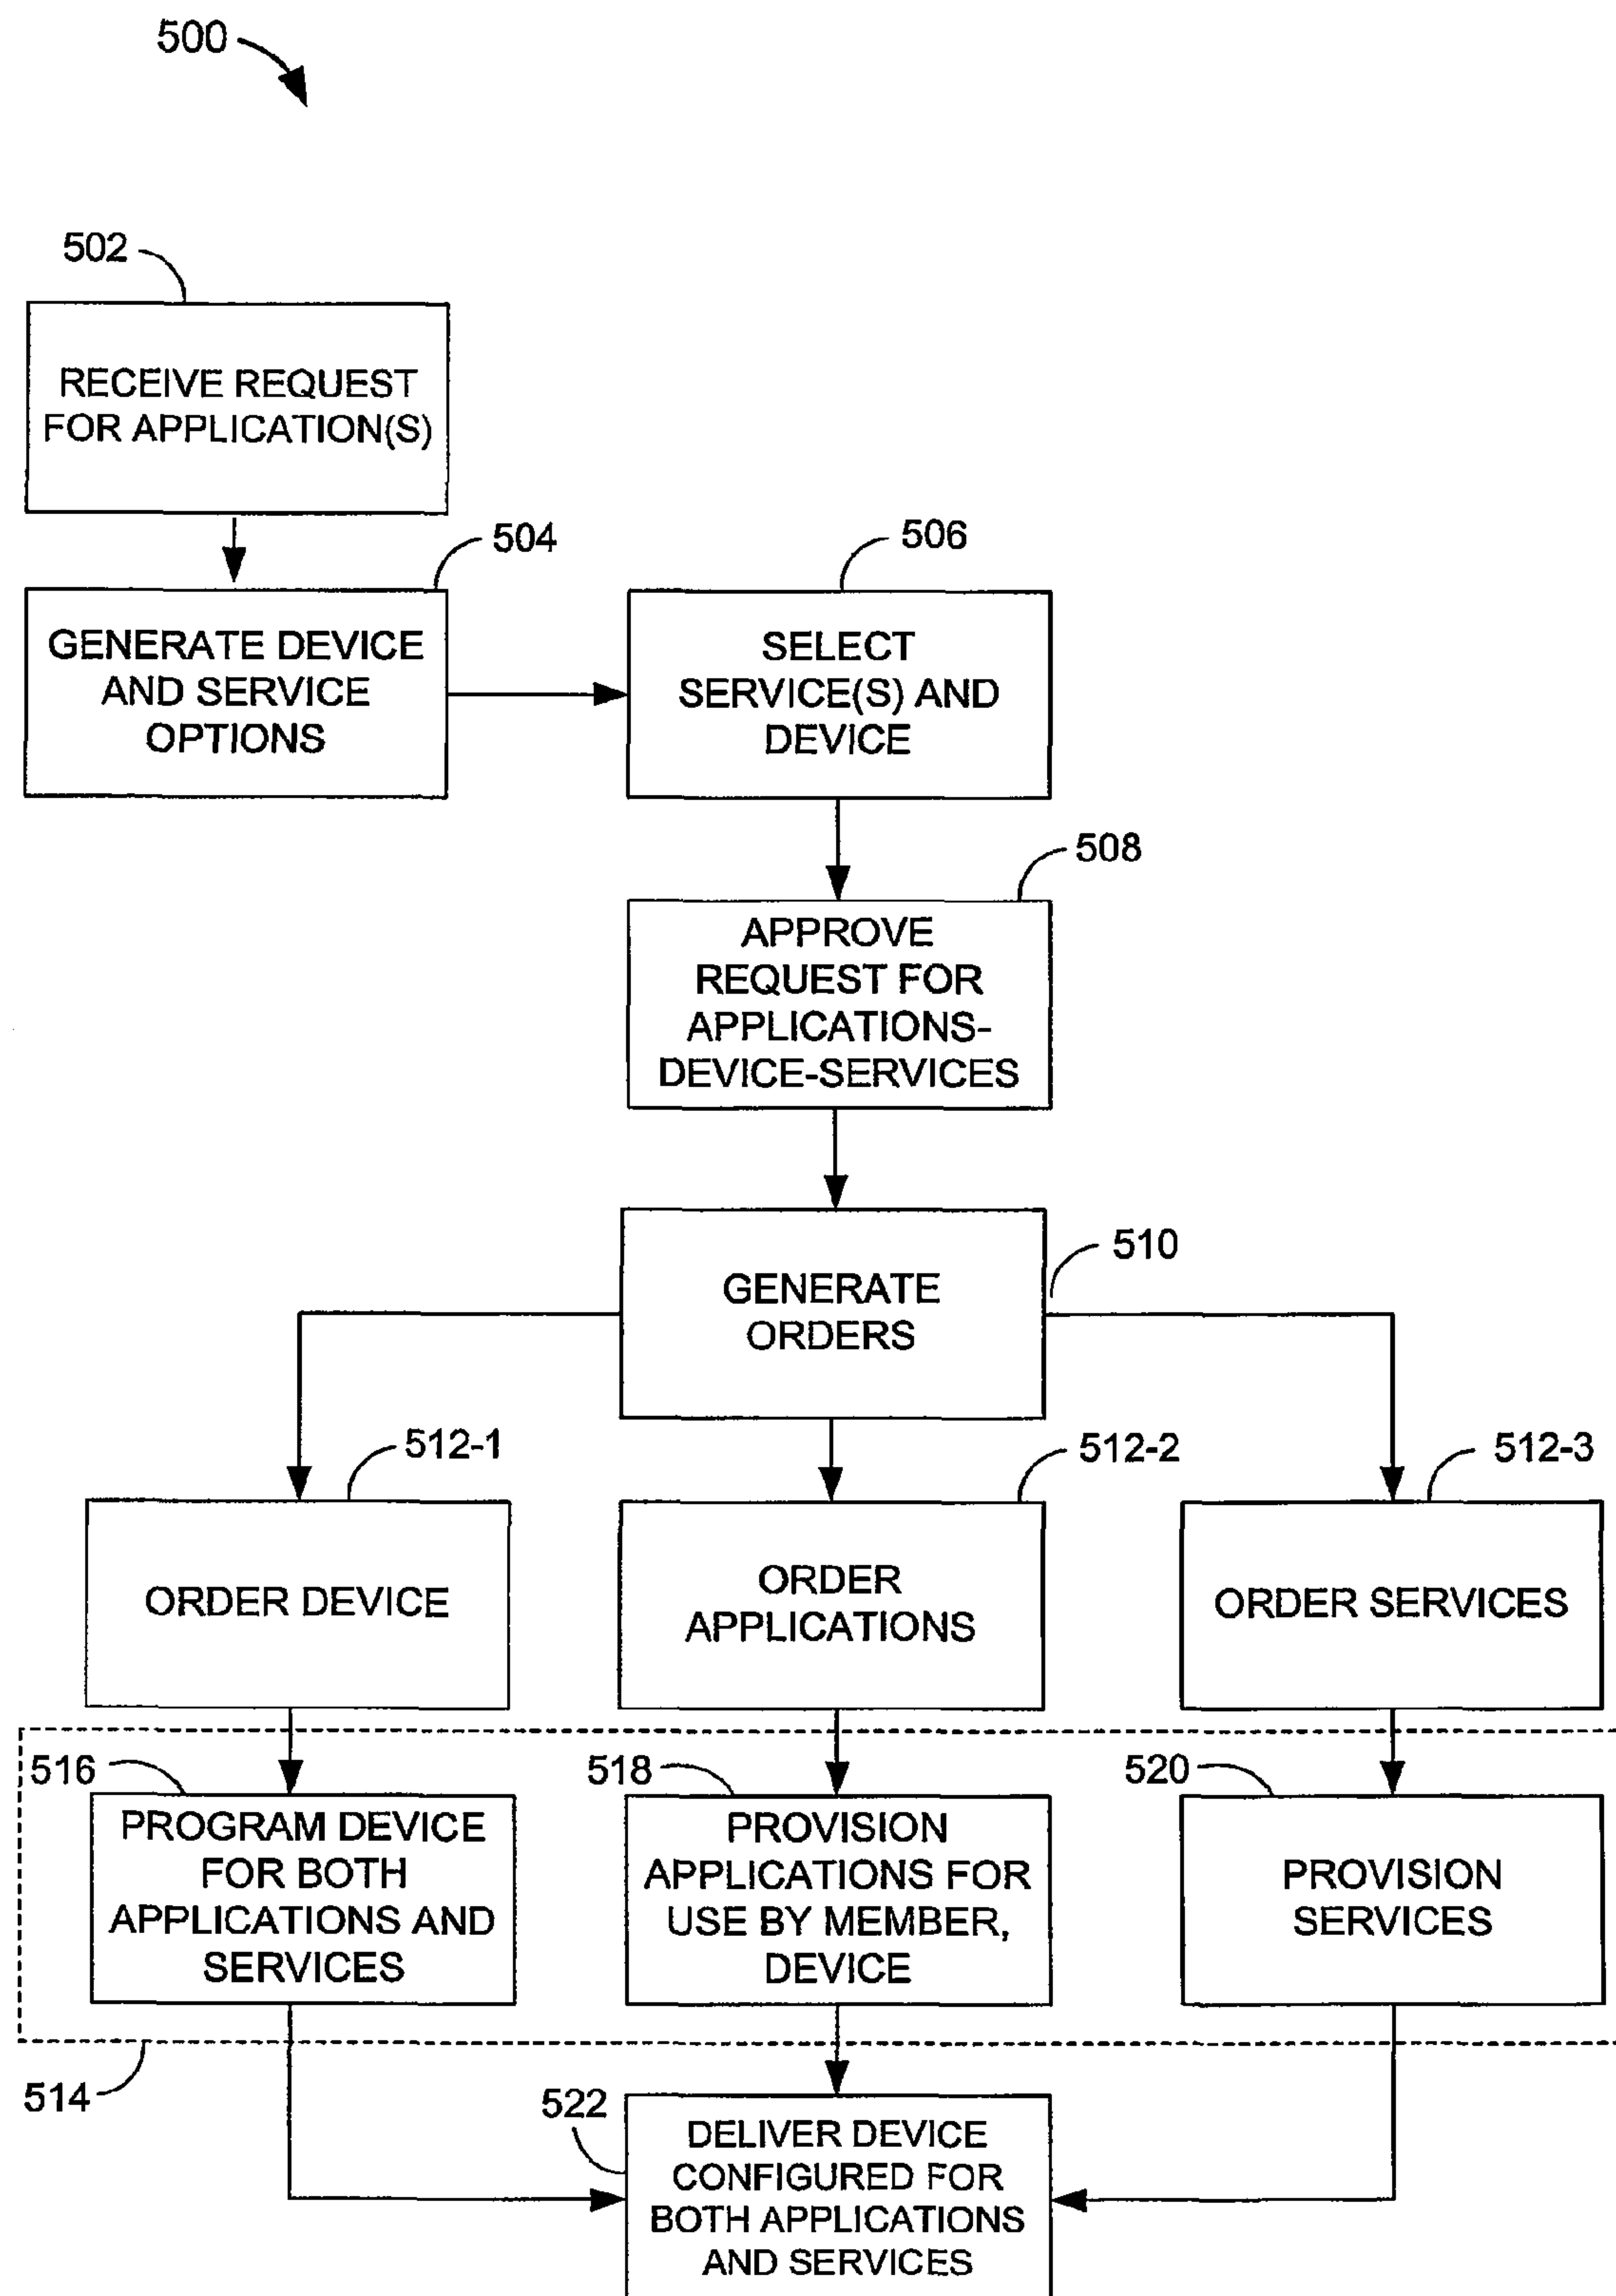 500
502
RECEIVE REQUEST
FOR APPLICATION(S)
504
GENERATE DEVICE
AND SERVICE
OPTIONS
506
SELECT
SERVICE(S) AND
DEVICE
508
APPROVE
REQUEST FOR
APPLICATIONS-
DEVICE-SERVICES
510
GENERATE
ORDERS
512-1
ORDER DEVICE
512-2
ORDER
APPLICATIONS
512-3
ORDER SERVICES
516
PROGRAM DEVICE
FOR BOTH
APPLICATIONS AND
SERVICES
518
PROVISION
APPLICATIONS FOR
USE BY MEMBER,
DEVICE
520
PROVISION
SERVICES
514
522
DELIVER DEVICE
CONFIGURED FOR
BOTH APPLICATIONS
AND SERVICES